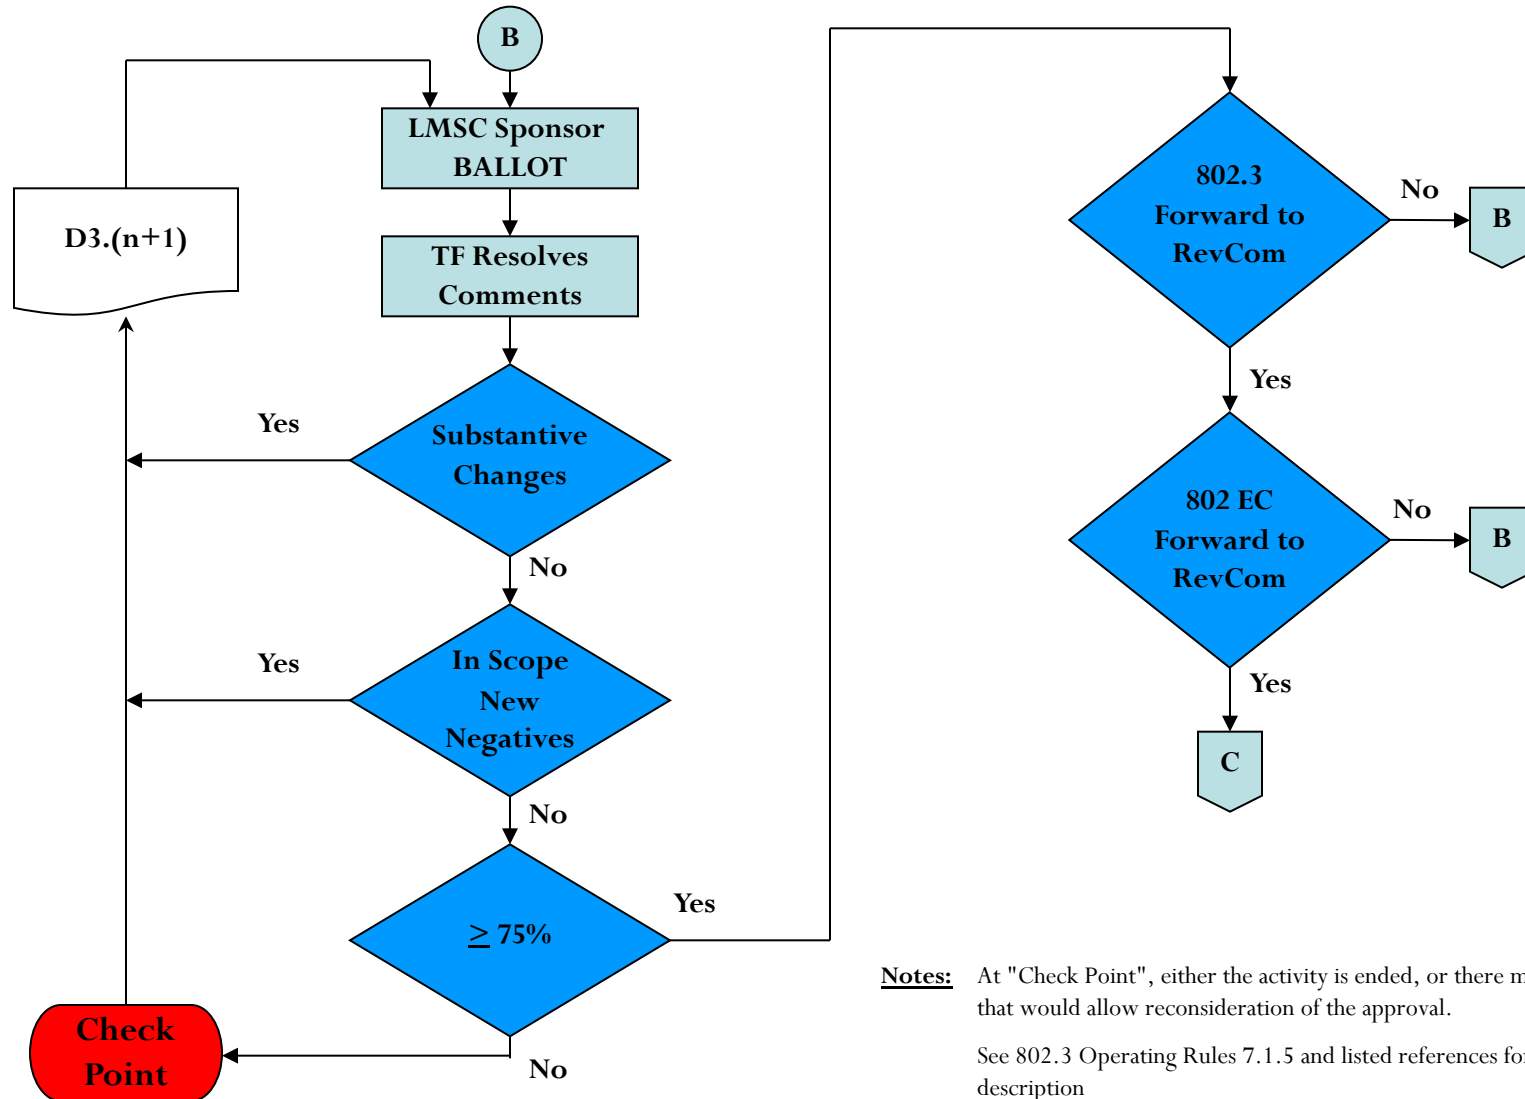 B
LMSC Sponsor
BALLOT
D3.(n+1)
TF Resolves
Comments
Yes
Substantive
Changes
No
Yes
In Scope
New
Negatives
No
≥ 75%
Yes
Check
Point
No
802.3
Forward to
RevCom
No
B
Yes
802 EC
Forward to
RevCom
No
B
Yes
C
Notes: At "Check Point", either the activity is ended, or there
that would allow reconsideration of the approval.
See 802.3 Operating Rules 7.1.5 and listed references for
description